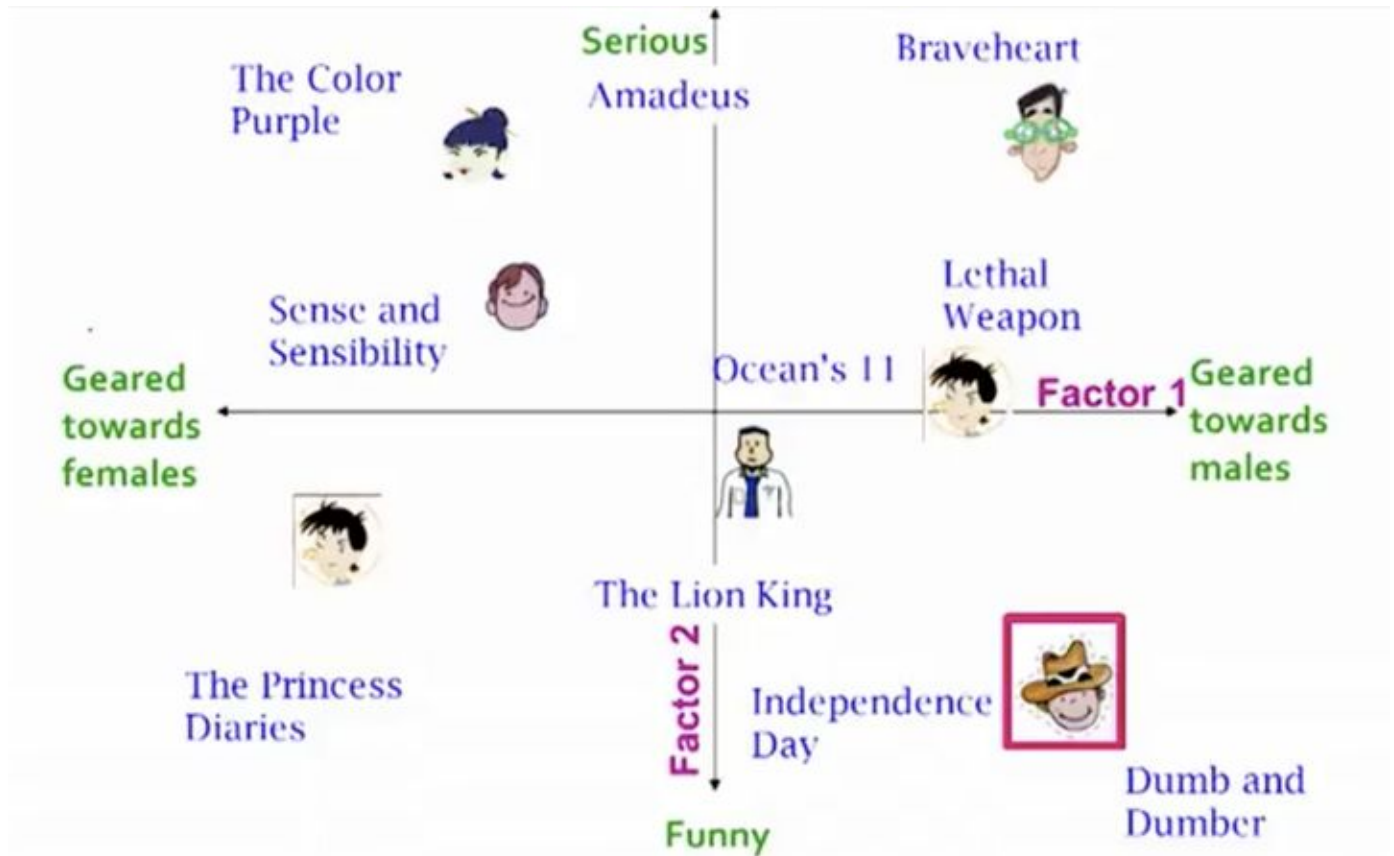 Serious
Braveheart
The Color
Purple
Amadeus
Lethal
Weapon
Sense and
Sensibility
Ocean's 11
Geared
towards
females
Factor 1
Geared
towards
males
The Lion King
Factor 2
The Princess
Diaries
Independence
Day
Dumb and
Dumber
Funny